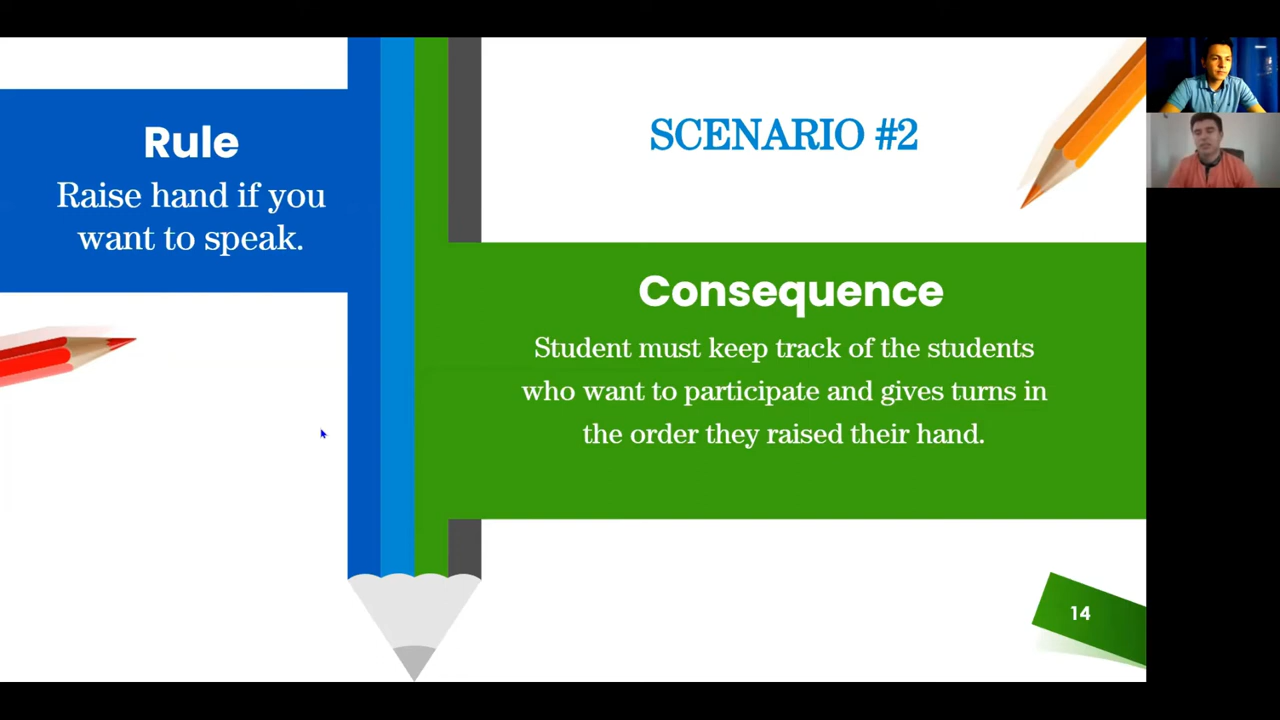 Rule
Raise hand if you
want to speak.
SCENARIO #2
Consequence
Student must keep track of the students
who want to participate and gives turns in
the order they raised their hand.
14